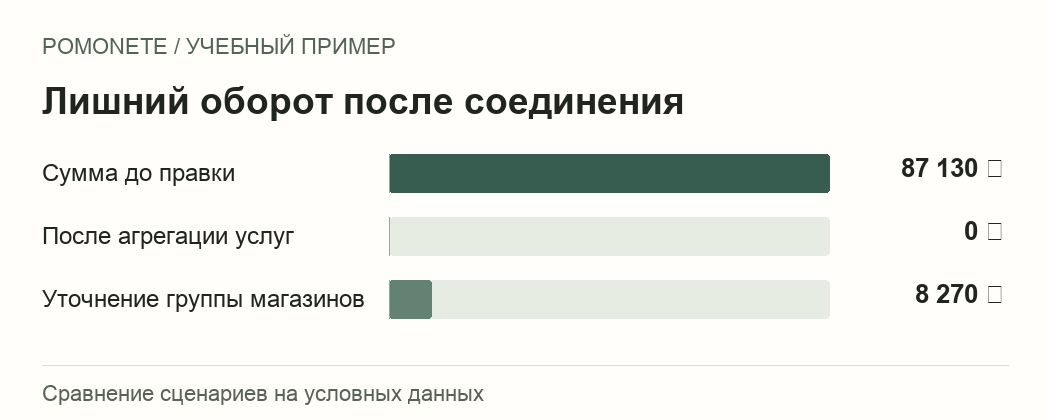 POMONETE / УЧЕБНЫЙ ПРИМЕР
Лишний оборот после соединения
Сумма до правки 87 130 □
После агрегации услуг 0 □
Уточнение группы магазинов 8 270 □
Сравнение сценариев на условных данных